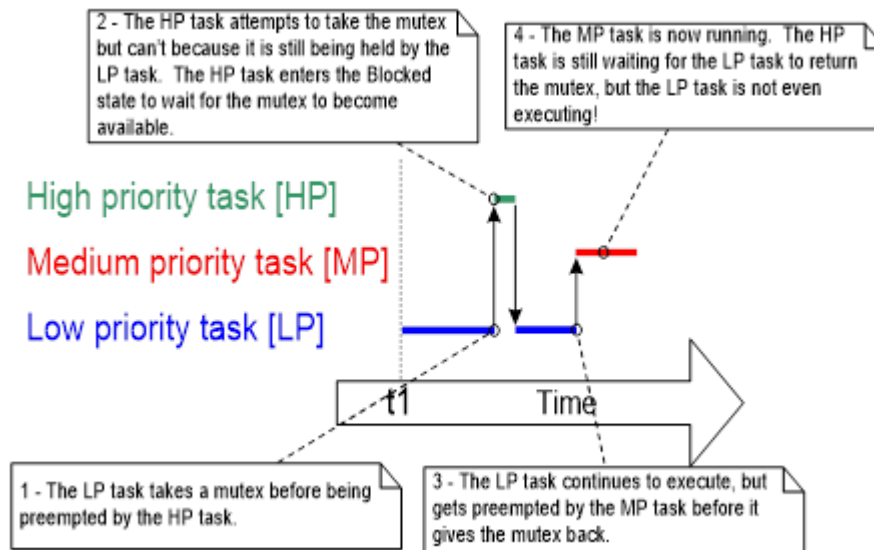 2 - The HP task attempts to take the mutex
but can't because it is still being held by the
LP task. The HP task enters the Blocked
state to wait for the mutex to become
available.
4 - The MP task is now running. The HP
task is still waiting for the LP task to return
the mutex, but the LP task is not even
executing!
High priority task [HP]
Medium priority task [MP]
Low priority task [LP]
t1
Time
1 - The LP task takes a mutex before being
preempted by the HP task.
3 - The LP task continues to execute, but
gets preempted by the MP task before it
gives the mutex back.